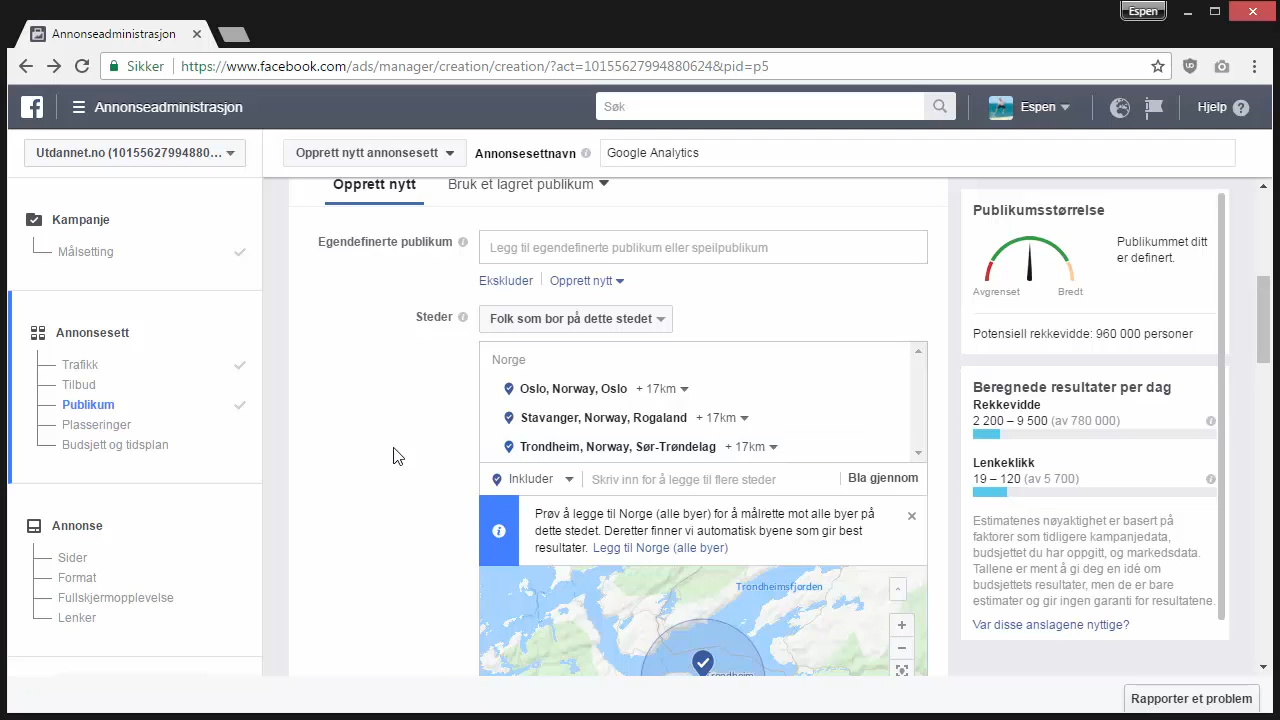 Espen
Annonseadministrasjon
Sikker https://www.facebook.com/ads/manager/creation/creation/?act=10155627994880624&pid=p5
Annonseadministrasjon
Søk
Espen
Hjelp
Utdannet.no (10155627994880...
Opprett nytt annonsesett
Annonsesettnavn
Google Analytics
Kampanje
Målsetting
Annonsesett
Trafikk
Tilbud
Publikum
Plasseringer
Budsjett og tidsplan
Annonse
Sider
Format
Fullskjermopplevelse
Lenker
Opprett nytt
Bruk et lagret publikum
Egendefinerte publikum
Legg til egendefinerte publikum eller speilpublikum
Ekskluder
Opprett nytt
Steder
Folk som bor på dette stedet
Norge
Oslo, Norway, Oslo + 17km
Stavanger, Norway, Rogaland + 17km
Trondheim, Norway, Sør-Trøndelag + 17km
Inkluder
Skriv inn for å legge til flere steder
Bla gjennom
Prøv å legge til Norge (alle byer) for å målrette mot alle byer på
dette stedet. Deretter finner vi automatisk byene som gir best
resultater. Legg til Norge (alle byer)
Trondheimsfjorden
Trondheim
Publikumsstørrelse
Publikummet ditt
er definert.
Avgrenset
Bredt
Potensiell rekkevidde: 960 000 personer
Beregnede resultater per dag
Rekkevidde
2 200 – 9 500 (av 780 000)
Lenkeklikk
19 – 120 (av 5 700)
Estimatenes nøyaktighet er basert på
faktorer som tidligere kampanjedata,
budsjettet du har oppgitt, og markedsdata.
Tallene er ment å gi deg en idé om
budsjettets resultater, men de er bare
estimater og gir ingen garanti for resultatene.
Var disse anslagene nyttige?
Rapporter et problem